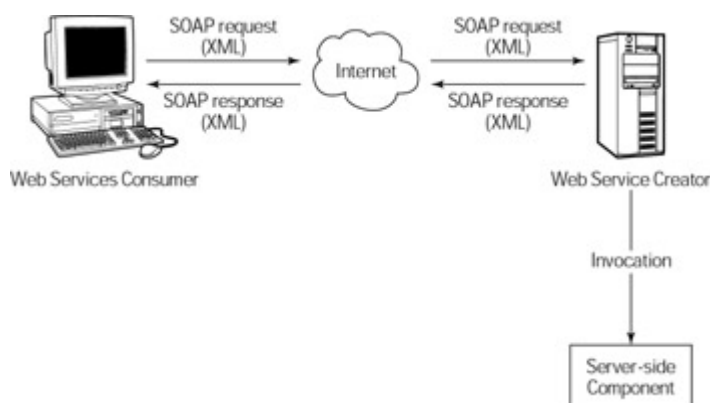 SOAP request
(XML)
SOAP response
(XML)
Internet
SOAP request
(XML)
SOAP response
(XML)
Web Services Consumer
Web Service Creator
Invocation
Server-side
Component